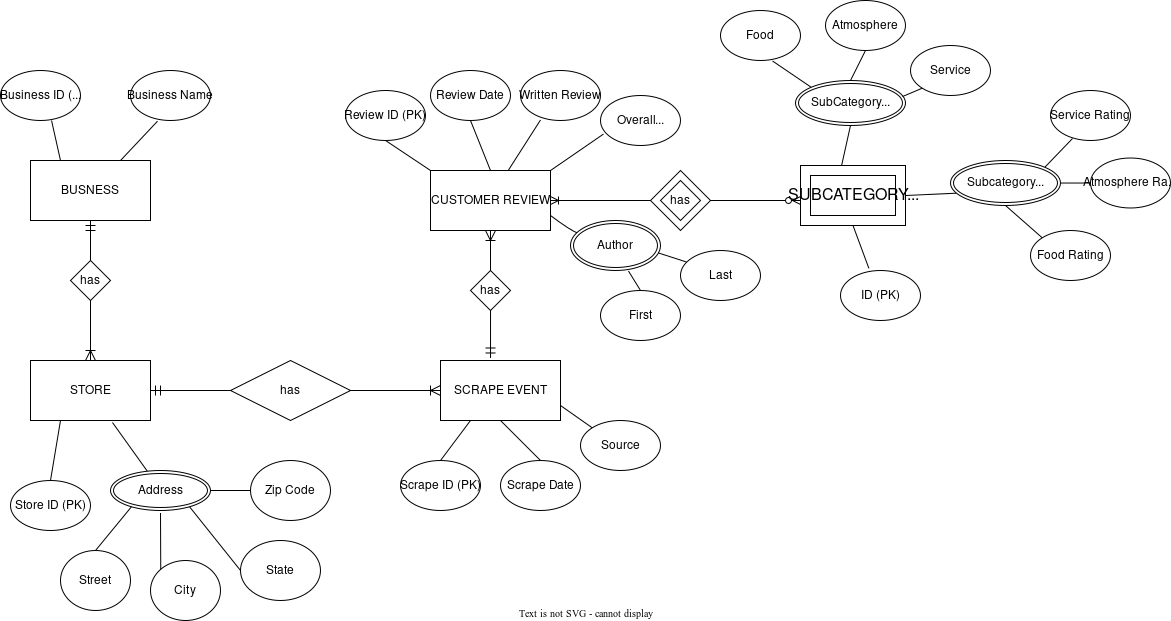 Food
Atmosphere
Service
SubCategory...
Business ID (...
Business Name
Review ID (PK)
Review Date
Written Review
Overall...
Service Rating
Subcategory...
Atmosphere Ra...
Food Rating
BUSNESS
CUSTOMER REVIEW
has
SUBCATEGORY...
Author
Last
First
ID (PK)
has
has
STORE
has
SCRAPE EVENT
Source
Store ID (PK)
Address
Zip Code
Scrape ID (PK)
Scrape Date
Street
City
State
Text is not SVG - cannot display